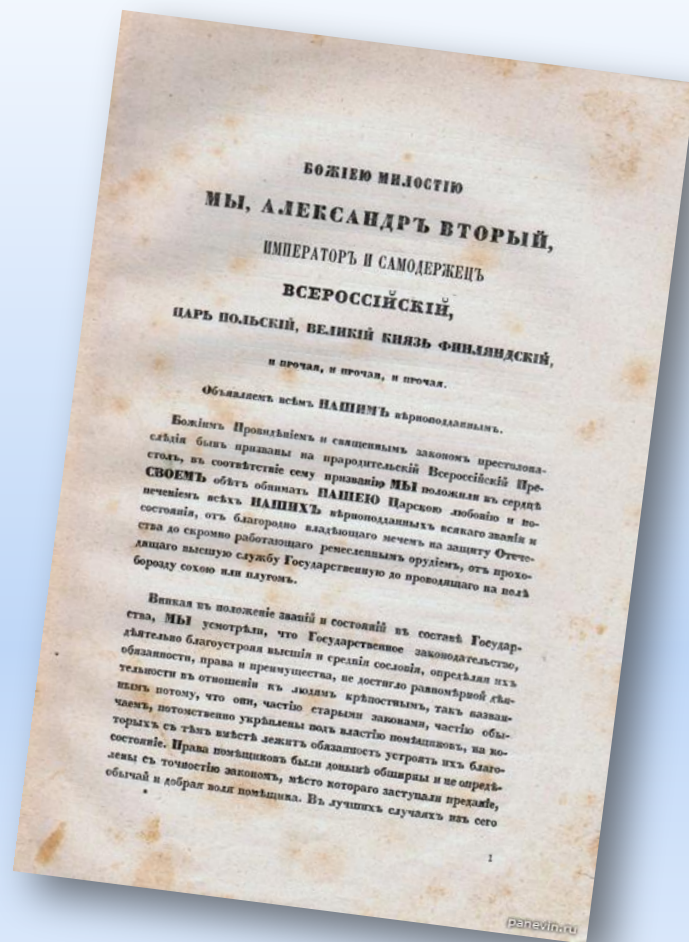 БОЖІЕЮ МИЛОСТІЮ
МЫ, АЛЕКСАНДРЪ ВТОРЫЙ,
ИМПЕРАТОРЪ И САМОДЕРЖЕЦЪ
ВСЕРОССІЙСКІЙ,
ЦАРЬ ПОЛЬСКІЙ, ВЕЛИКІЙ КНЯЗЬ ФИНЛЯНДСКІЙ,
и прочая, и прочая, и прочая.
Объявляемъ всѣмъ НАШИМЪ вѣрноподданнымъ.
Божіимъ Провидѣніемъ и священнымъ закономъ престолона-
слѣдія бывъ призваны на прародительскій Всероссійскій Пре-
столъ, въ соотвѣтствіе сему призванію МЫ положили въ сердцѣ
СВОЕМЪ обѣтъ обнимать НАШЕЮ Царскою любовію и по-
печеніемъ всѣхъ НАШИХЪ вѣрноподданныхъ всякаго званія и
состоянія, отъ благородно владѣющаго мечемъ на защиту Отече-
ства до скромно работающаго ремесленнымъ орудіемъ, отъ прохо-
дящаго высшую службу Государственную до проводящаго на полѣ
борозду сохою или плугомъ.
Вникая въ положеніе званій и состояній въ составѣ Государ-
ства, МЫ усмотрѣли, что Государственное законодательство,
дѣятельно благоустрояя высшія и среднія сословія, опредѣляя ихъ
обязанности, права и преимущества, не достигло равномѣрной дѣя-
тельности въ отношеніи къ людямъ крѣпостнымъ, такъ назван-
нымъ потому, что они, частію старыми законами, частію обы-
чаемъ, потомственно укрѣплены подъ властію помѣщиковъ, на ко-
торыхъ съ тѣмъ вмѣстѣ лежитъ обязанность устроять ихъ благо-
состояніе. Права помѣщиковъ были донынѣ обширны и не опредѣ-
лены съ точностію закономъ, мѣсто котораго заступали преданіе,
обычай и добрая воля помѣщика. Въ лучшихъ случаяхъ изъ сего
1
panevin.ru